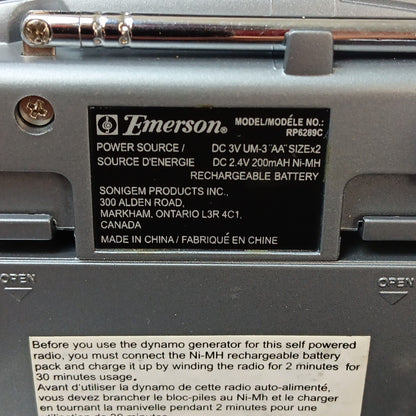 Emerson®
MODEL/MODÉLE NO.:
RP6289C
POWER SOURCE / DC 3V UM-3 "AA" SIZEx2
SOURCE D'ÉNERGIE DC 2.4V 200mAH NI-MH
RECHARGEABLE BATTERY
SONIGEM PRODUCTS INC.,
300 ALDEN ROAD,
MARKHAM, ONTARIO L3R 4C1,
CANADA
MADE IN CHINA / FABRIQUÉ EN CHINE
OPEN
OPEN
Before you use the dynamo generator for this self powered
radio, you must connect the Ni-MH rechargeable battery
pack and charge it up by winding the radio for 2 minutes for
30 minutes usage.
Avant d'utiliser la dynamo de cette radio auto-alimenté,
vous devez brancher le bloc-piles au Ni-Mh et le charger
en tournant la manivelle pendant 2 minutes pour une